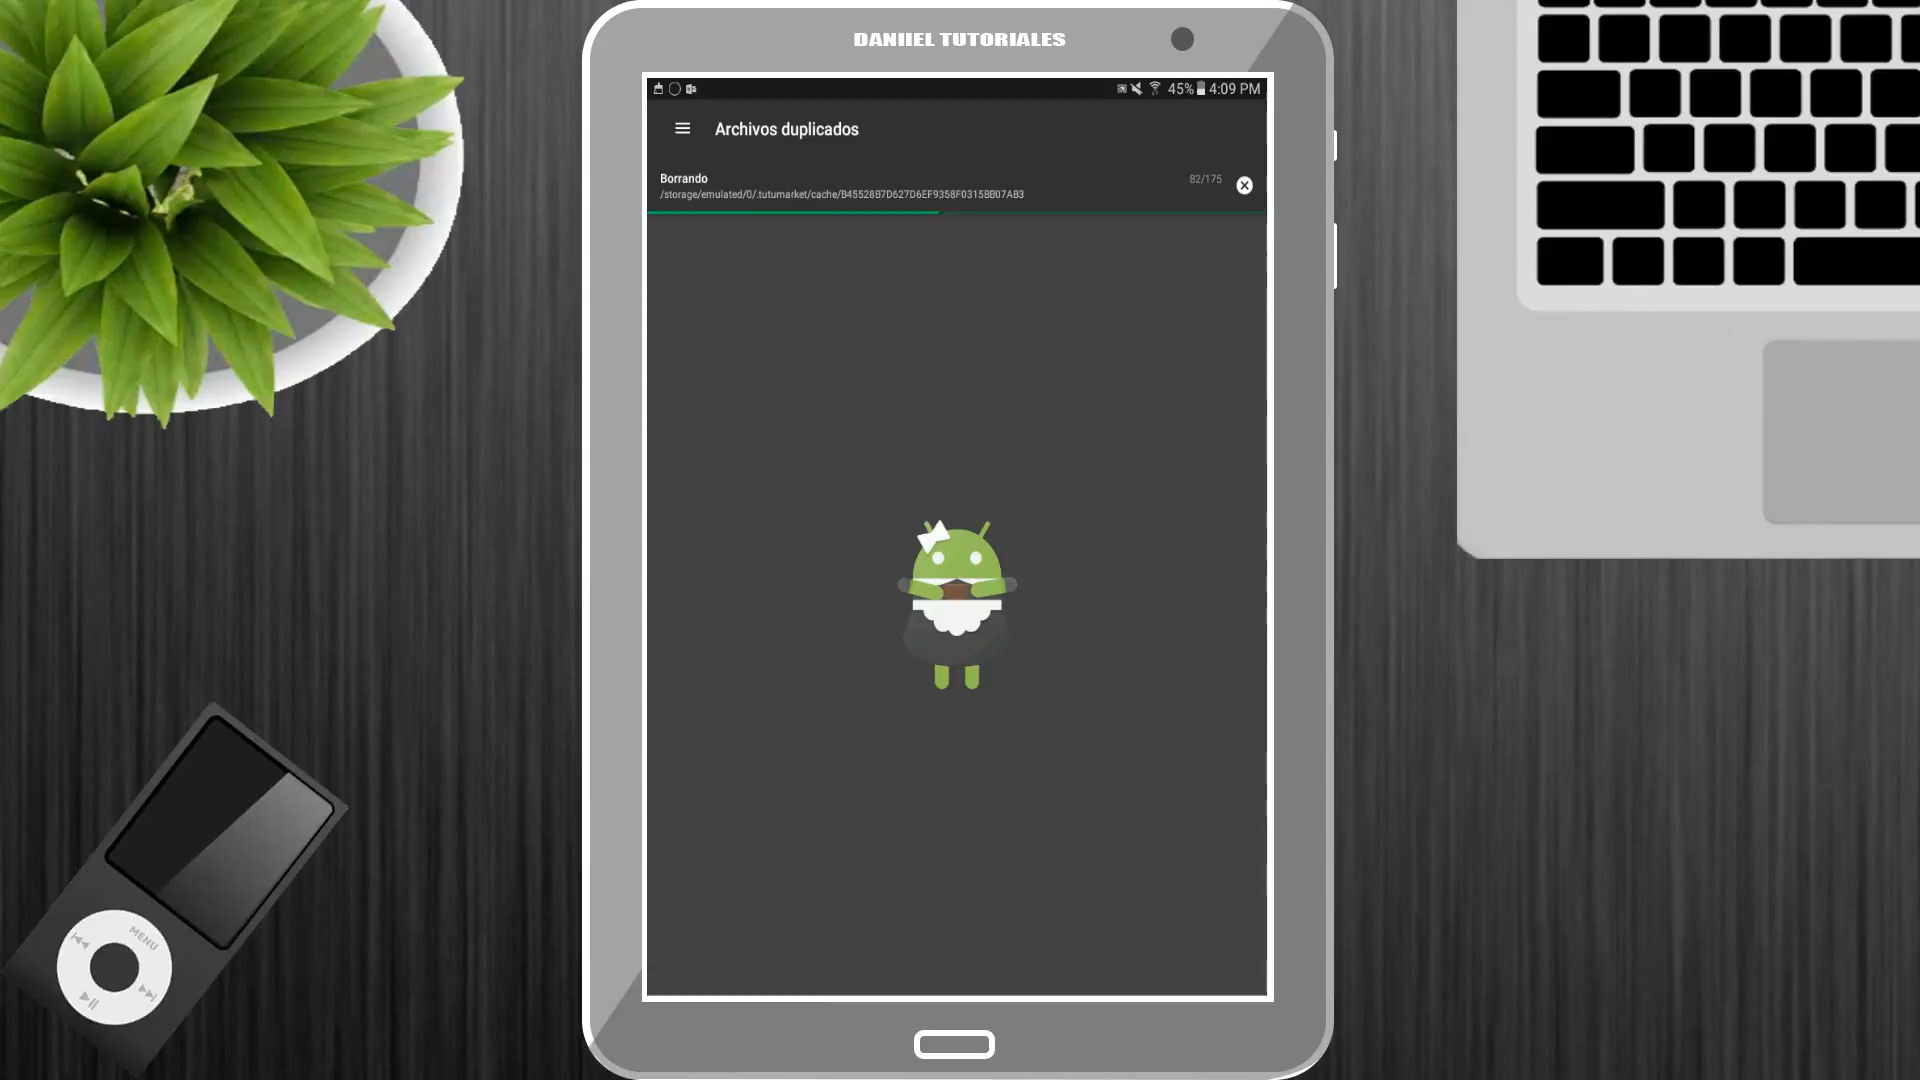 DANIIEL TUTORIALES
45% 4:09 PM
Archivos duplicados
Borrando
82/175
/storage/emulated/0/.tutumarket/cache/B45528B7D627D6EF9358F0315BB07AB3
MENU